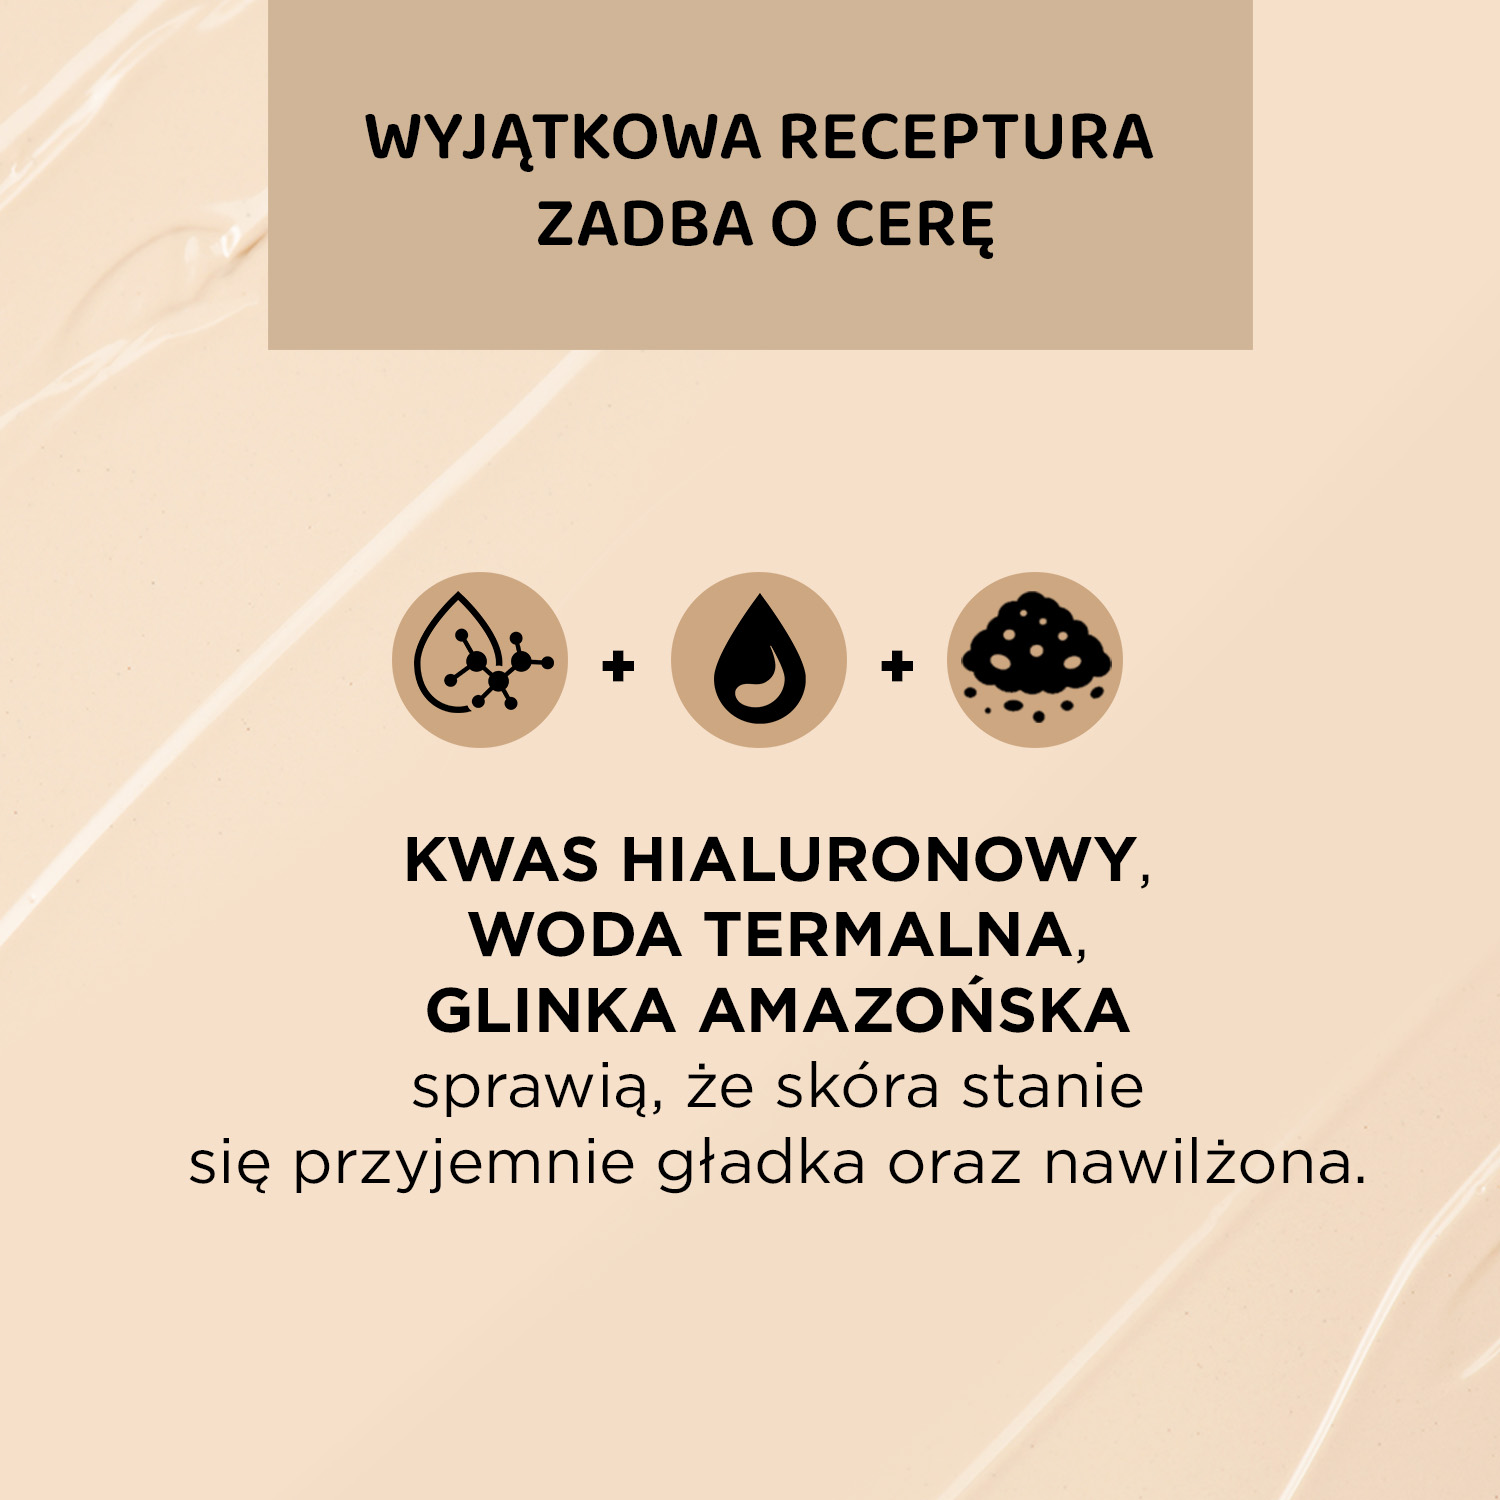 WYJĄTKOWA RECEPTURA
ZADBA O CERĘ
+ +
KWAS HIALURONOWY,
WODA TERMALNA,
GLINKA AMAZOŃSKA
sprawią, że skóra stanie
się przyjemnie gładka oraz nawilżona.